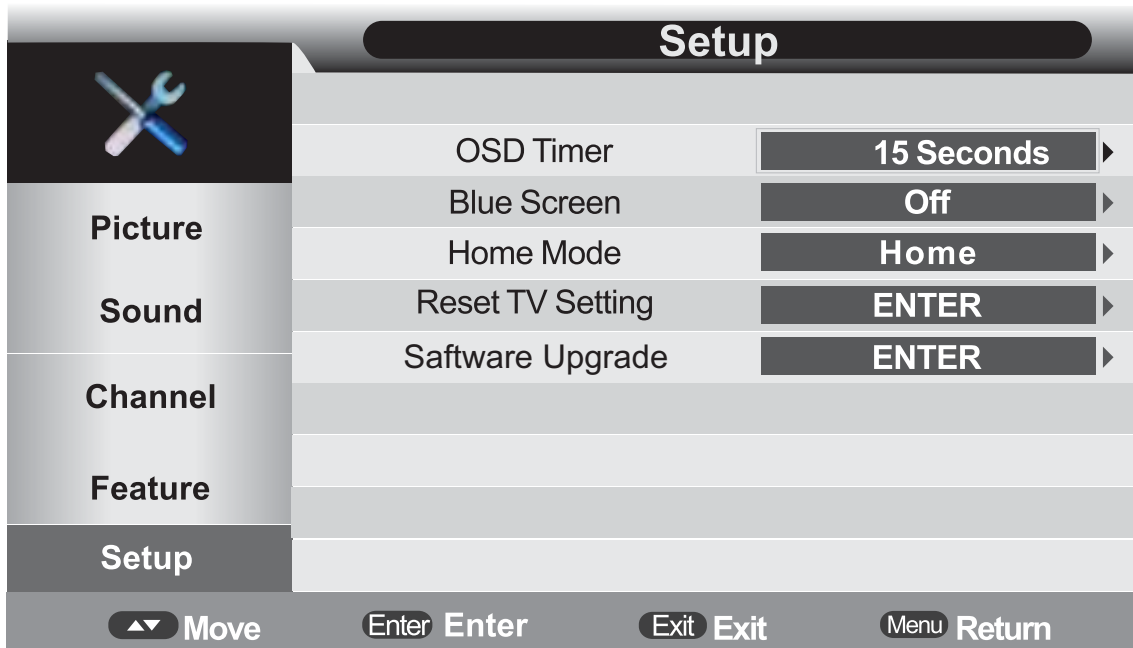 Setup
OSD Timer 15 Seconds
Blue Screen Off
Home Mode Home
Reset TV Setting ENTER
Saftware Upgrade ENTER
Picture
Sound
Channel
Feature
Setup
Move Enter Enter Exit Exit Menu Return